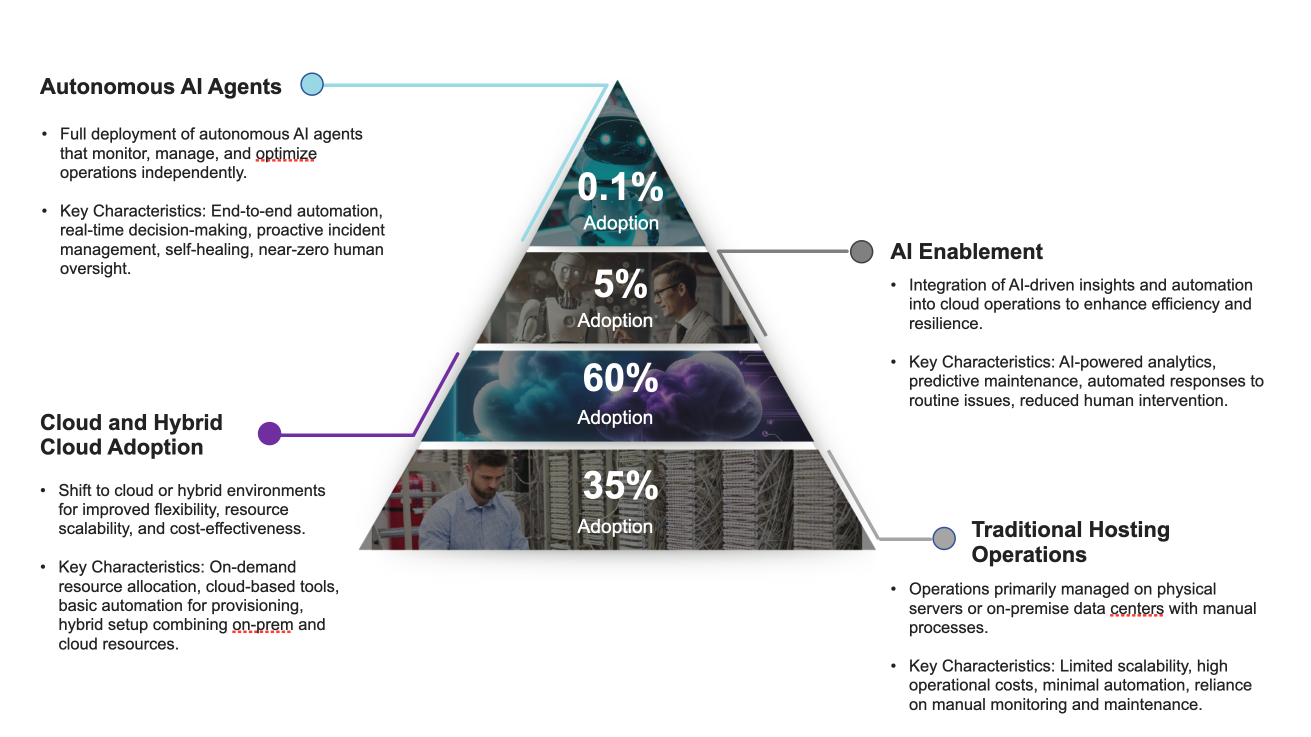 Autonomous AI Agents
• Full deployment of autonomous AI agents
that monitor, manage, and optimize
operations independently.
• Key Characteristics: End-to-end automation,
real-time decision-making, proactive incident
management, self-healing, near-zero human
oversight.
0.1%
Adoption
AI Enablement
• Integration of AI-driven insights and automation
into cloud operations to enhance efficiency and
resilience.
• Key Characteristics: AI-powered analytics,
predictive maintenance, automated responses to
routine issues, reduced human intervention.
5%
Adoption
60%
Adoption
Cloud and Hybrid
Cloud Adoption
• Shift to cloud or hybrid environments
for improved flexibility, resource
scalability, and cost-effectiveness.
• Key Characteristics: On-demand
resource allocation, cloud-based tools,
basic automation for provisioning,
hybrid setup combining on-prem and
cloud resources.
35%
Adoption
Traditional Hosting
Operations
• Operations primarily managed on physical
servers or on-premise data centers with manual
processes.
• Key Characteristics: Limited scalability, high
operational costs, minimal automation, reliance
on manual monitoring and maintenance.